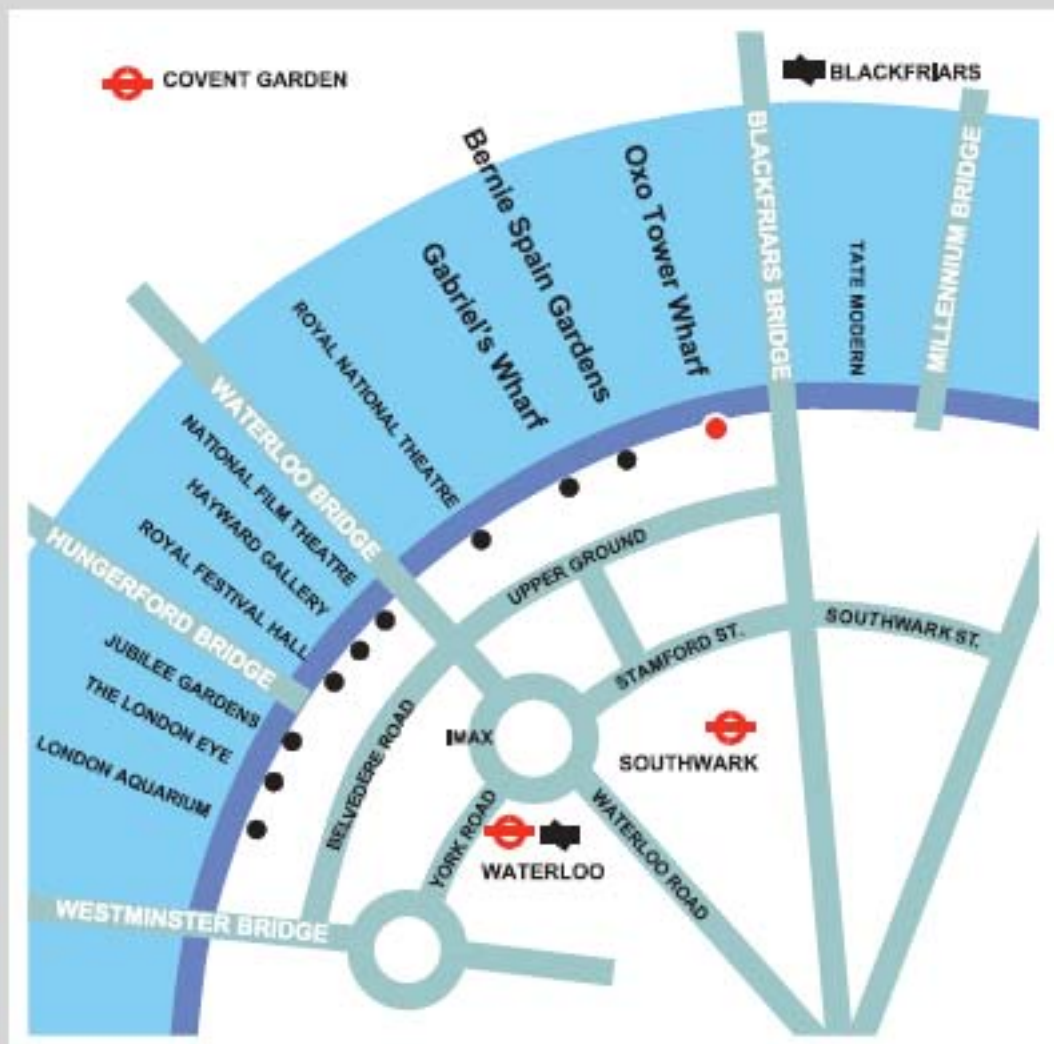 COVENT GARDEN
BLACKFRIARS
BLACKFRIARS BRIDGE
MILLENNIUM BRIDGE
TATE MODERN
Oxo Tower Wharf
Bernie Spain Gardens
Gabriel's Wharf
ROYAL NATIONAL THEATRE
WATERLOO BRIDGE
NATIONAL FILM THEATRE
HAYWARD GALLERY
ROYAL FESTIVAL HALL
HUNGERFORD BRIDGE
JUBILEE GARDENS
THE LONDON EYE
LONDON AQUARIUM
WESTMINSTER BRIDGE
UPPER GROUND
STAMFORD ST.
SOUTHWARK ST.
BELVEDERE ROAD
IMAX
SOUTHWARK
YORK ROAD
WATERLOO
WATERLOO ROAD